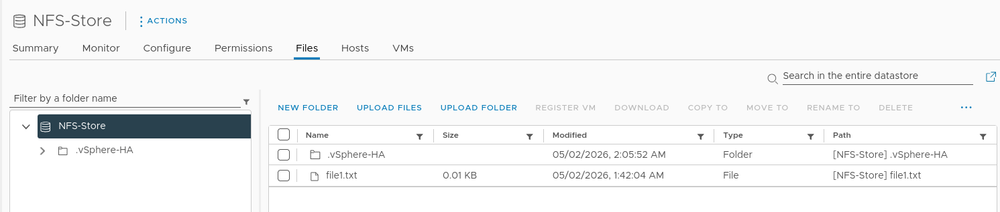 NFS-Store ACTIONS
Summary Monitor Configure Permissions Files Hosts VMs
Search in the entire datastore
Filter by a folder name
NFS-Store
.vSphere-HA
NEW FOLDER UPLOAD FILES UPLOAD FOLDER REGISTER VM DOWNLOAD COPY TO MOVE TO RENAME TO DELETE
Name Size Modified Type Path
.vSphere-HA 05/02/2026, 2:05:52 AM Folder [NFS-Store] .vSphere-HA
file1.txt 0.01 KB 05/02/2026, 1:42:04 AM File [NFS-Store] file1.txt